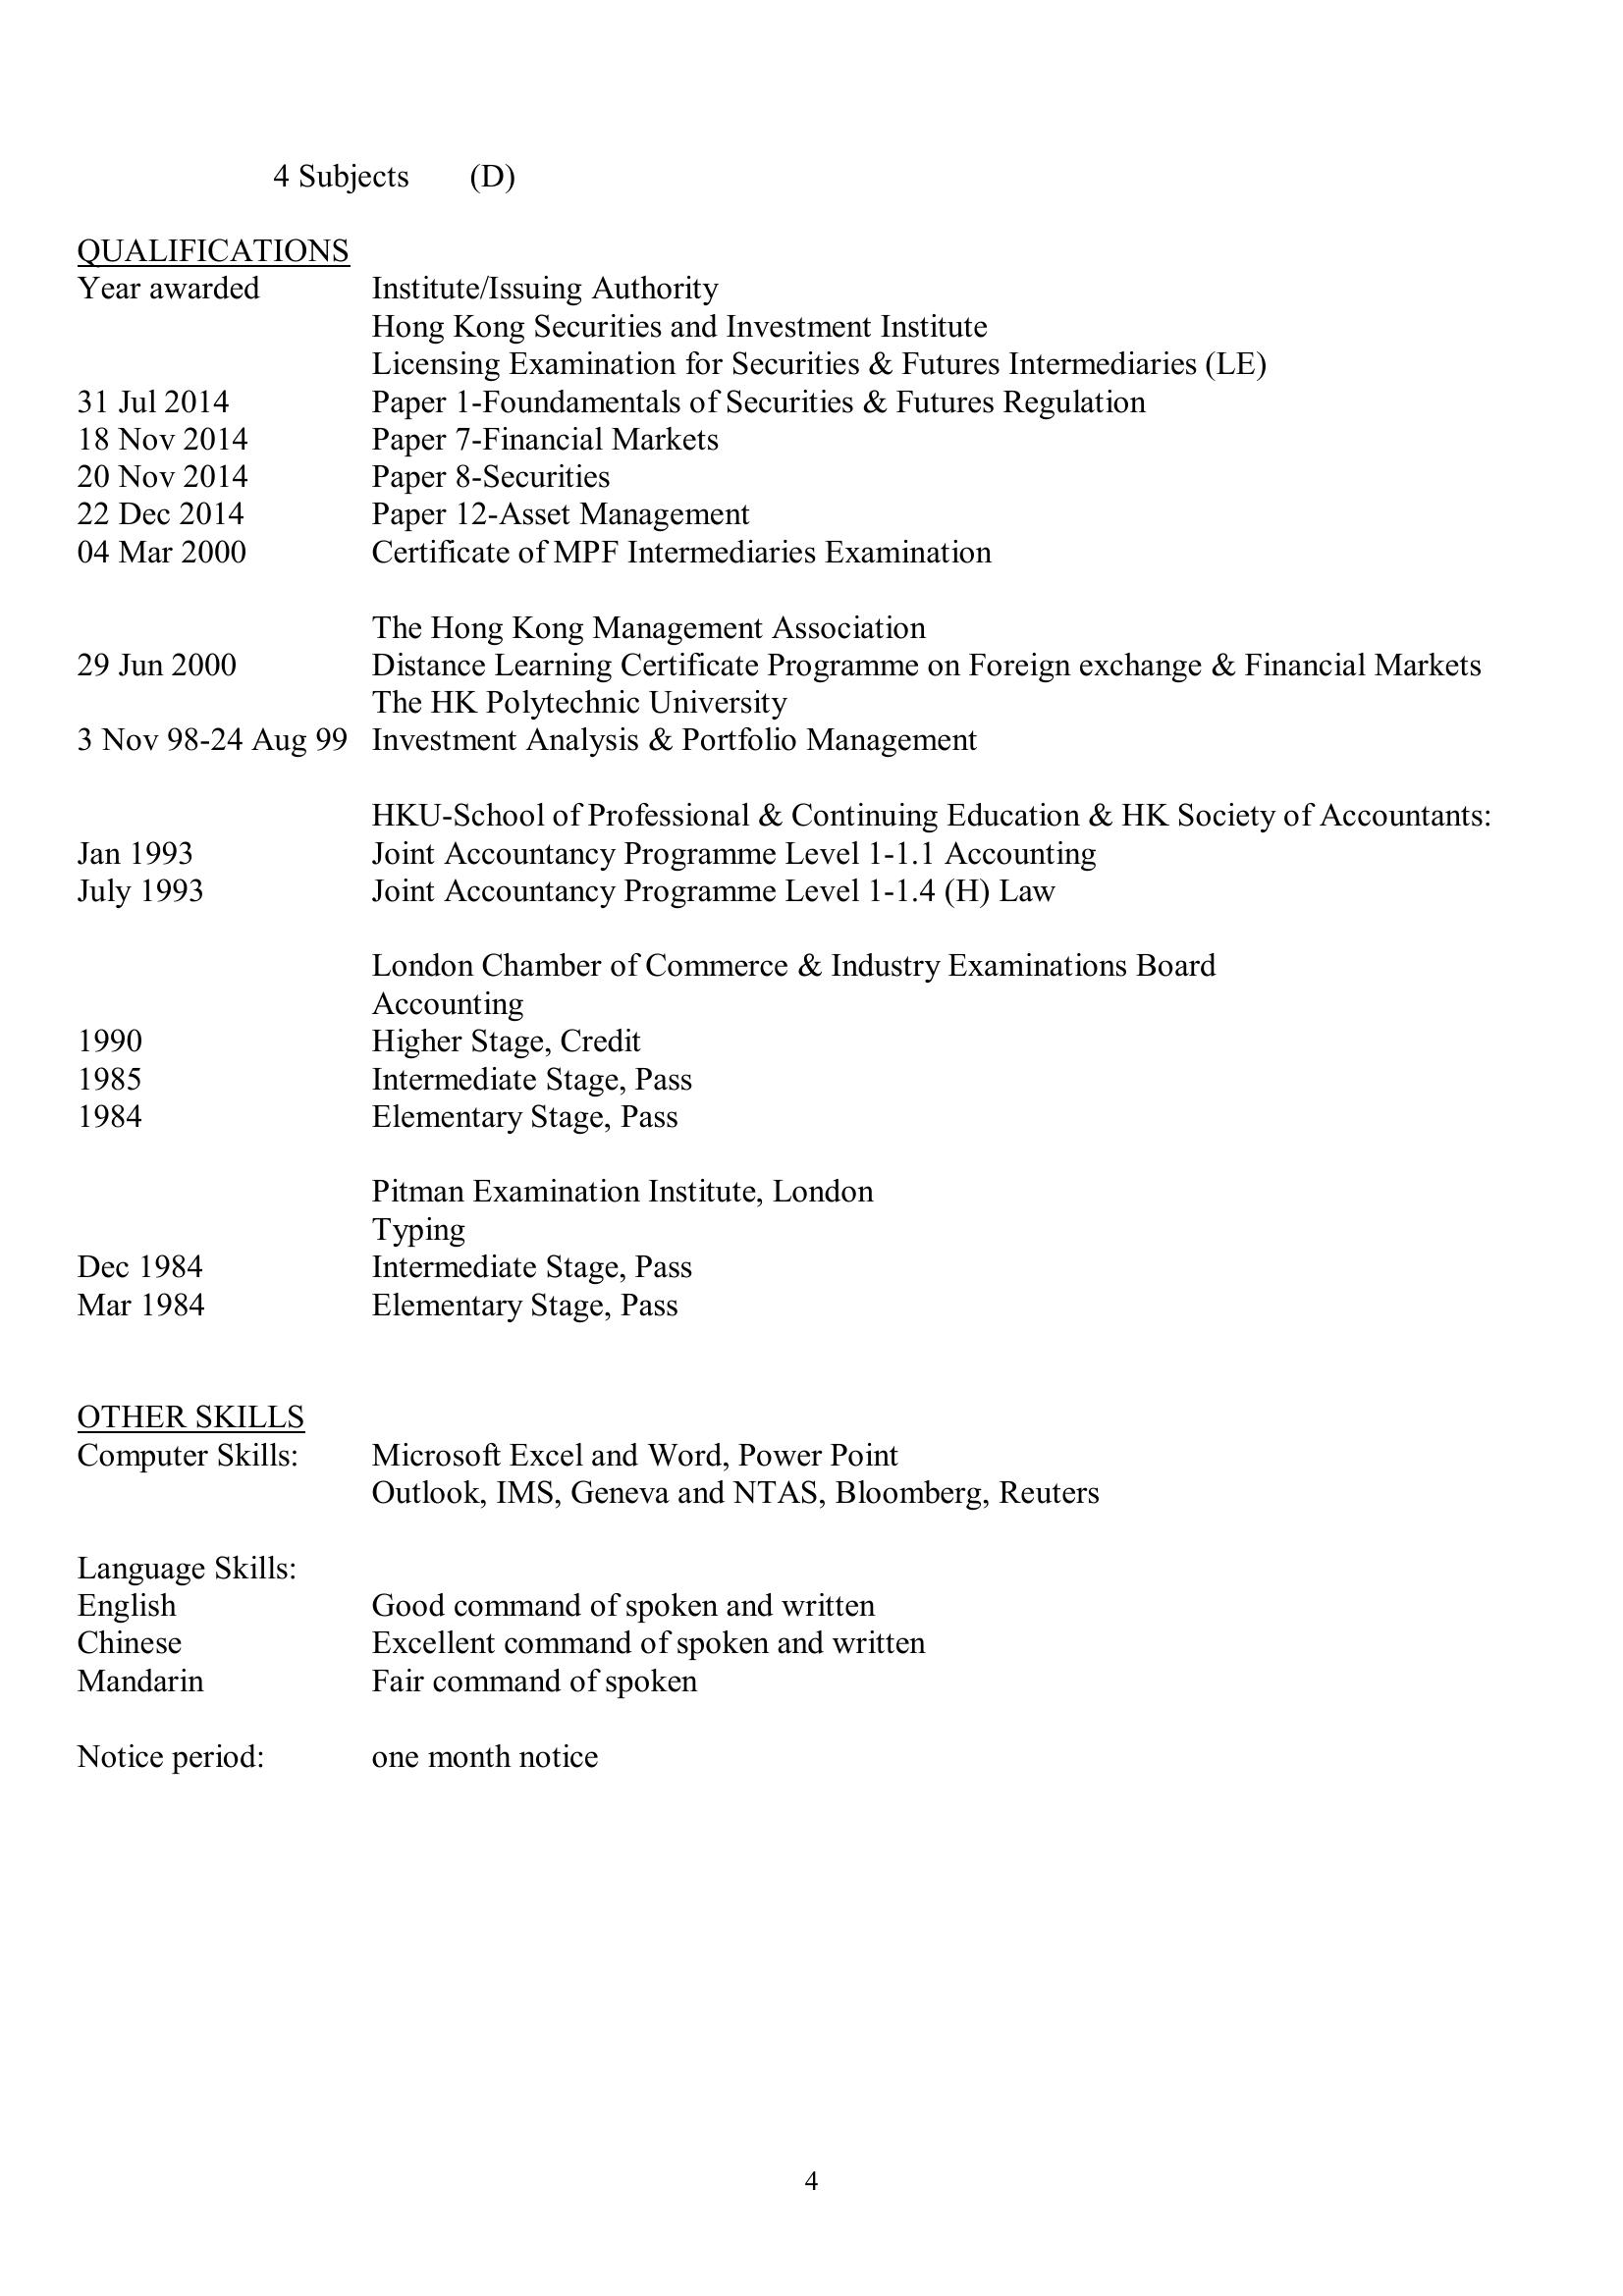 4 Subjects (D)
QUALIFICATIONS
Year awarded Institute/Issuing Authority
Hong Kong Securities and Investment Institute
Licensing Examination for Securities & Futures Intermediaries (LE)
31 Jul 2014 Paper 1-Foundamentals of Securities & Futures Regulation
18 Nov 2014 Paper 7-Financial Markets
20 Nov 2014 Paper 8-Securities
22 Dec 2014 Paper 12-Asset Management
04 Mar 2000 Certificate of MPF Intermediaries Examination
The Hong Kong Management Association
29 Jun 2000 Distance Learning Certificate Programme on Foreign exchange & Financial Markets
The HK Polytechnic University
3 Nov 98-24 Aug 99 Investment Analysis & Portfolio Management
HKU-School of Professional & Continuing Education & HK Society of Accountants:
Jan 1993 Joint Accountancy Programme Level 1-1.1 Accounting
July 1993 Joint Accountancy Programme Level 1-1.4 (H) Law
London Chamber of Commerce & Industry Examinations Board
Accounting
1990 Higher Stage, Credit
1985 Intermediate Stage, Pass
1984 Elementary Stage, Pass
Pitman Examination Institute, London
Typing
Dec 1984 Intermediate Stage, Pass
Mar 1984 Elementary Stage, Pass
OTHER SKILLS
Computer Skills: Microsoft Excel and Word, Power Point
Outlook, IMS, Geneva and NTAS, Bloomberg, Reuters
Language Skills:
English Good command of spoken and written
Chinese Excellent command of spoken and written
Mandarin Fair command of spoken
Notice period: one month notice
4